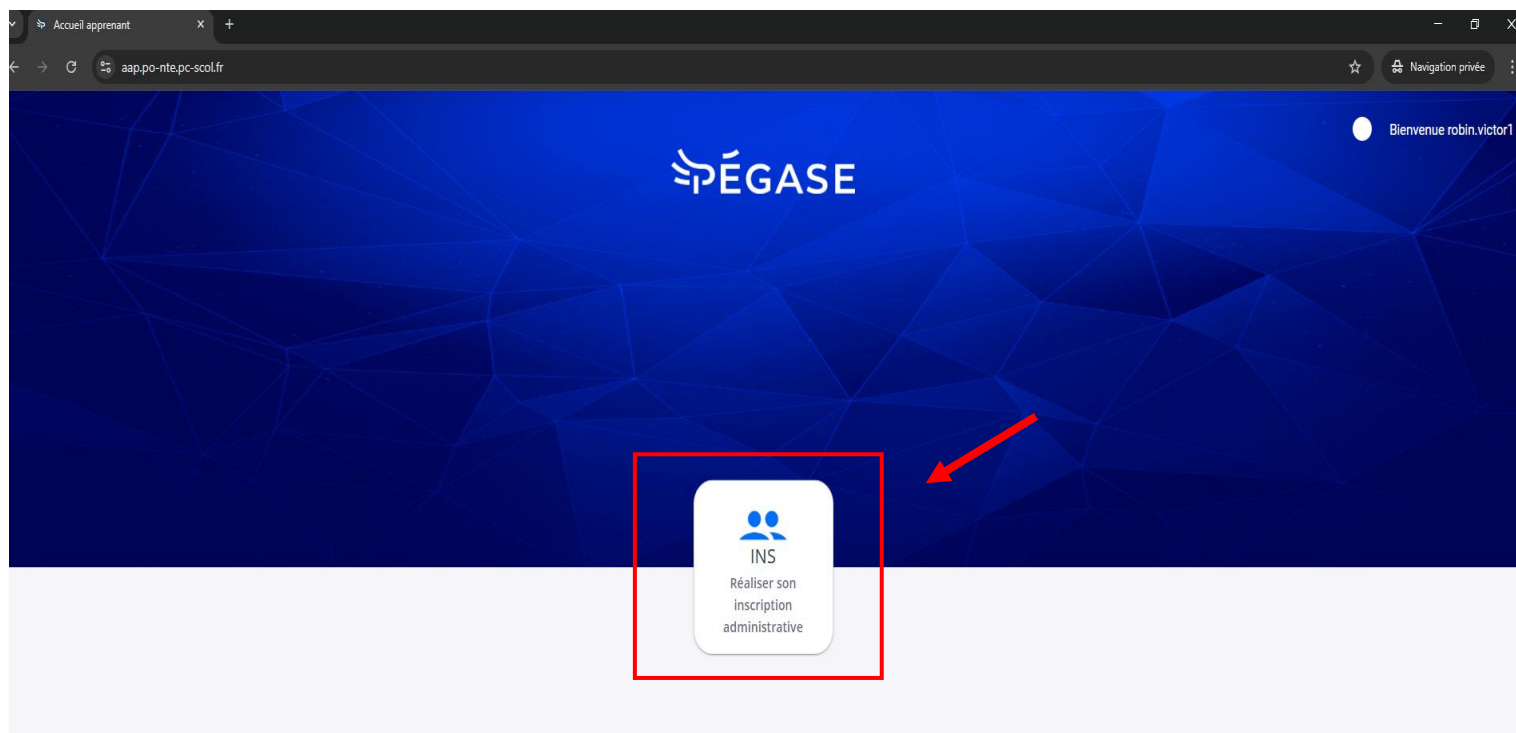 Accueil apprenant
aap.po-nte.pc-scol.fr
Navigation privée
Bienvenue robin.victor1
PÉGASE
INS
Réaliser son
inscription
administrative